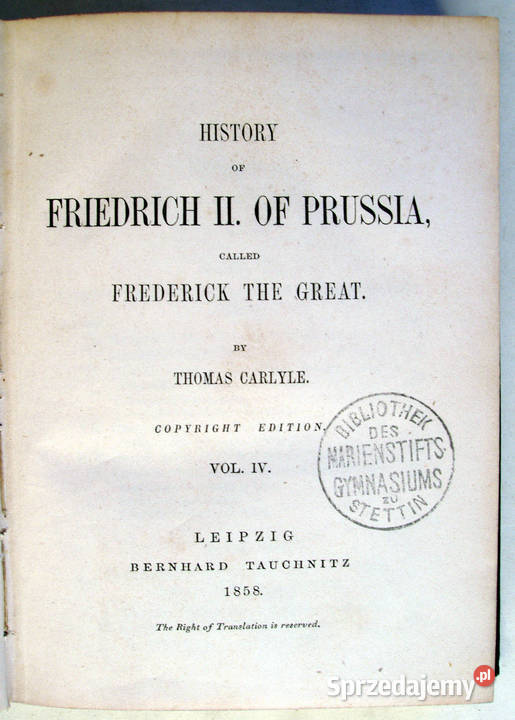 HISTORY
OF
FRIEDRICH II. OF PRUSSIA,
CALLED
FREDERICK THE GREAT.
BY
THOMAS CARLYLE.
COPYRIGHT EDITION.
VOL. IV.
BIBLIOTHEK
DES
MARIENSTIFTS-
GYMNASIUMS
ZU
STETTIN
LEIPZIG
BERNHARD TAUCHNITZ
1858.
The Right of Translation is reserved.
Sprzedajemy.pl